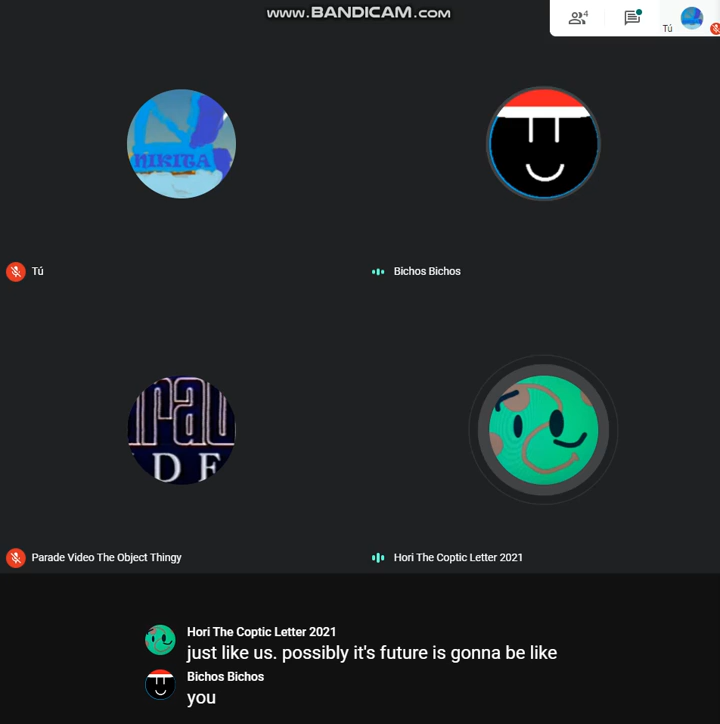 www.BANDICAM.com
4
Tú
NIKITA
Tú
Bichos Bichos
DE
Parade Video The Object Thingy
Hori The Coptic Letter 2021
Hori The Coptic Letter 2021
just like us. possibly it's future is gonna be like
Bichos Bichos
you